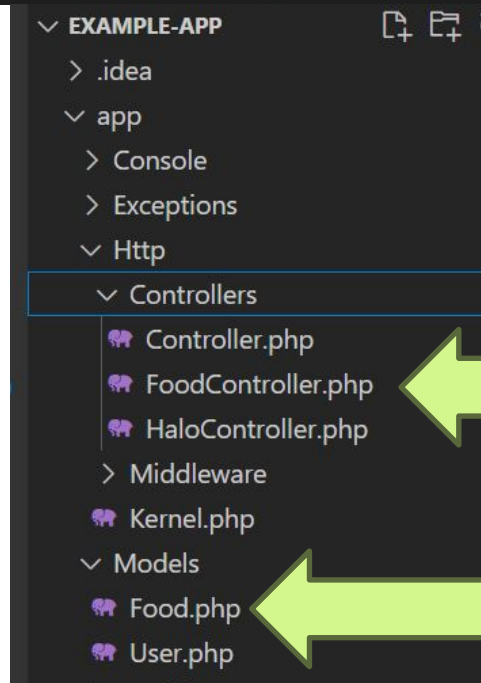 EXAMPLE-APP
.idea
app
Console
Exceptions
Http
Controllers
Controller.php
FoodController.php
HaloController.php
Middleware
Kernel.php
Models
Food.php
User.php